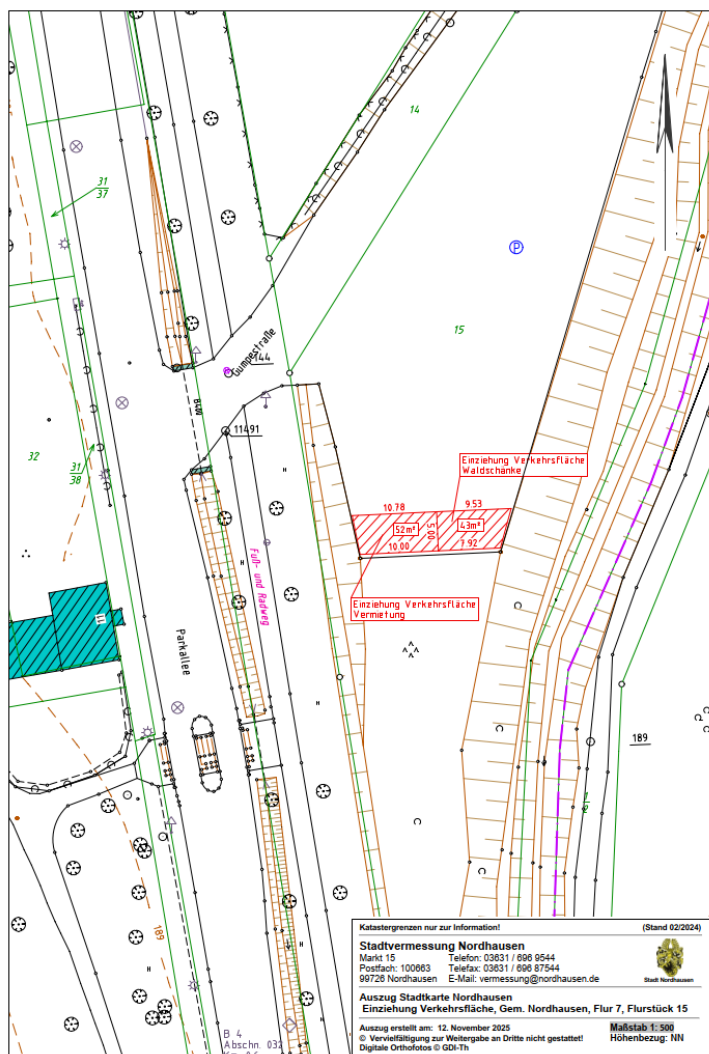 14
31
37
15
Gumpestraße
144
B400
11491
32
31
38
Einziehung Verkehrsfläche
Waldschänke
10.78
9.53
52m²
5.00
43m²
10.00
7.92
Einziehung Verkehrsfläche
Vermietung
Fuß- und Radweg
II
Parkallee
189
189
P
B 4
Abschn. 032
Katastergrenzen nur zur Information!
(Stand 02/2024)
Stadtvermessung Nordhausen
Markt 15 Telefon: 03631 / 696 9544
Postfach: 100663 Telefax: 03631 / 696 87544
99726 Nordhausen E-Mail: vermessung@nordhausen.de
Stadt Nordhausen
Auszug Stadtkarte Nordhausen
Einziehung Verkehrsfläche, Gem. Nordhausen, Flur 7, Flurstück 15
Auszug erstellt am: 12. November 2025
Maßstab 1: 500
© Vervielfältigung zur Weitergabe an Dritte nicht gestattet!
Höhenbezug: NN
Digitale Orthofotos © GDI-Th